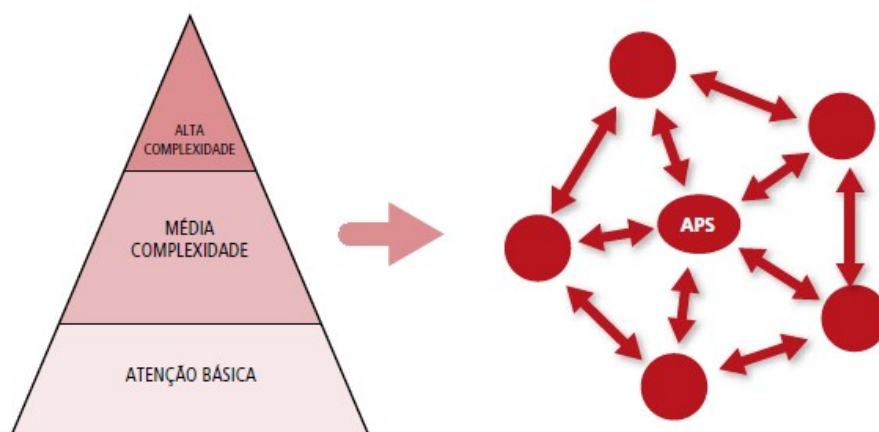 ALTA
COMPLEXIDADE
MÉDIA
COMPLEXIDADE
ATENÇÃO BÁSICA
APS